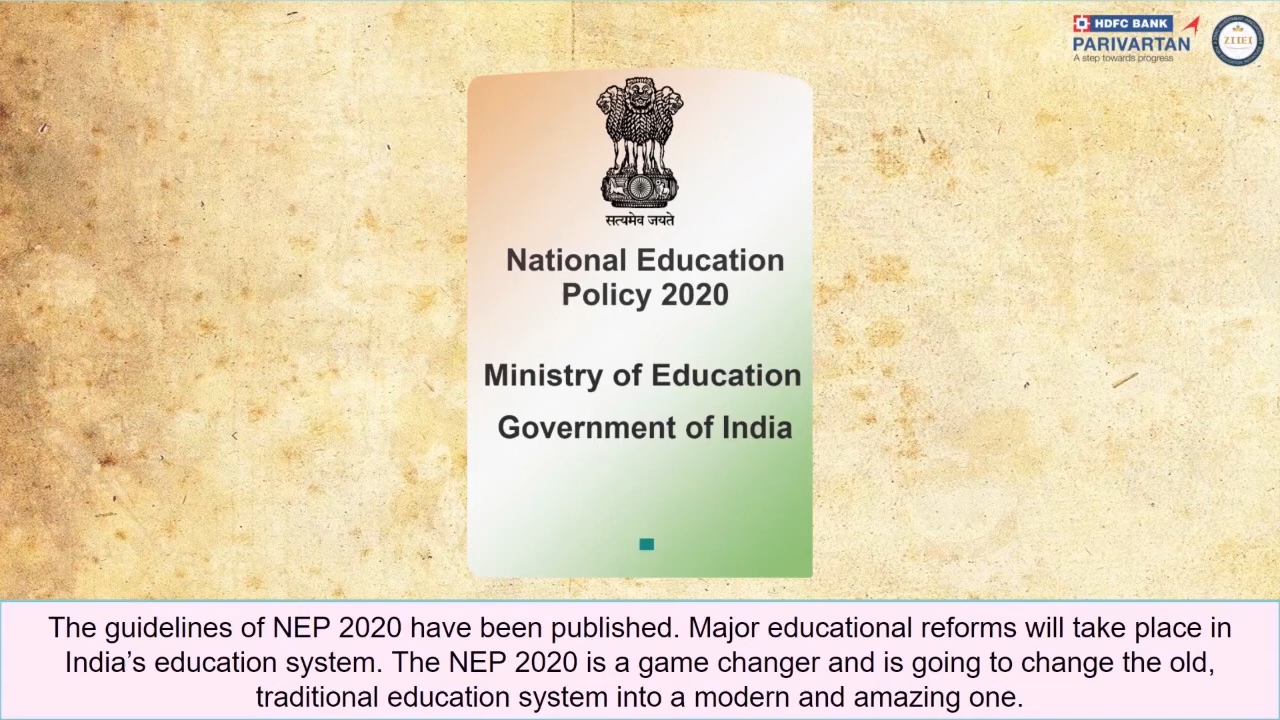 HDFC BANK
PARIVARTAN
A step towards progress
ZIIEI
सत्यमेव जयते
National Education
Policy 2020
Ministry of Education
Government of India
The guidelines of NEP 2020 have been published. Major educational reforms will take place in
India’s education system. The NEP 2020 is a game changer and is going to change the old,
traditional education system into a modern and amazing one.